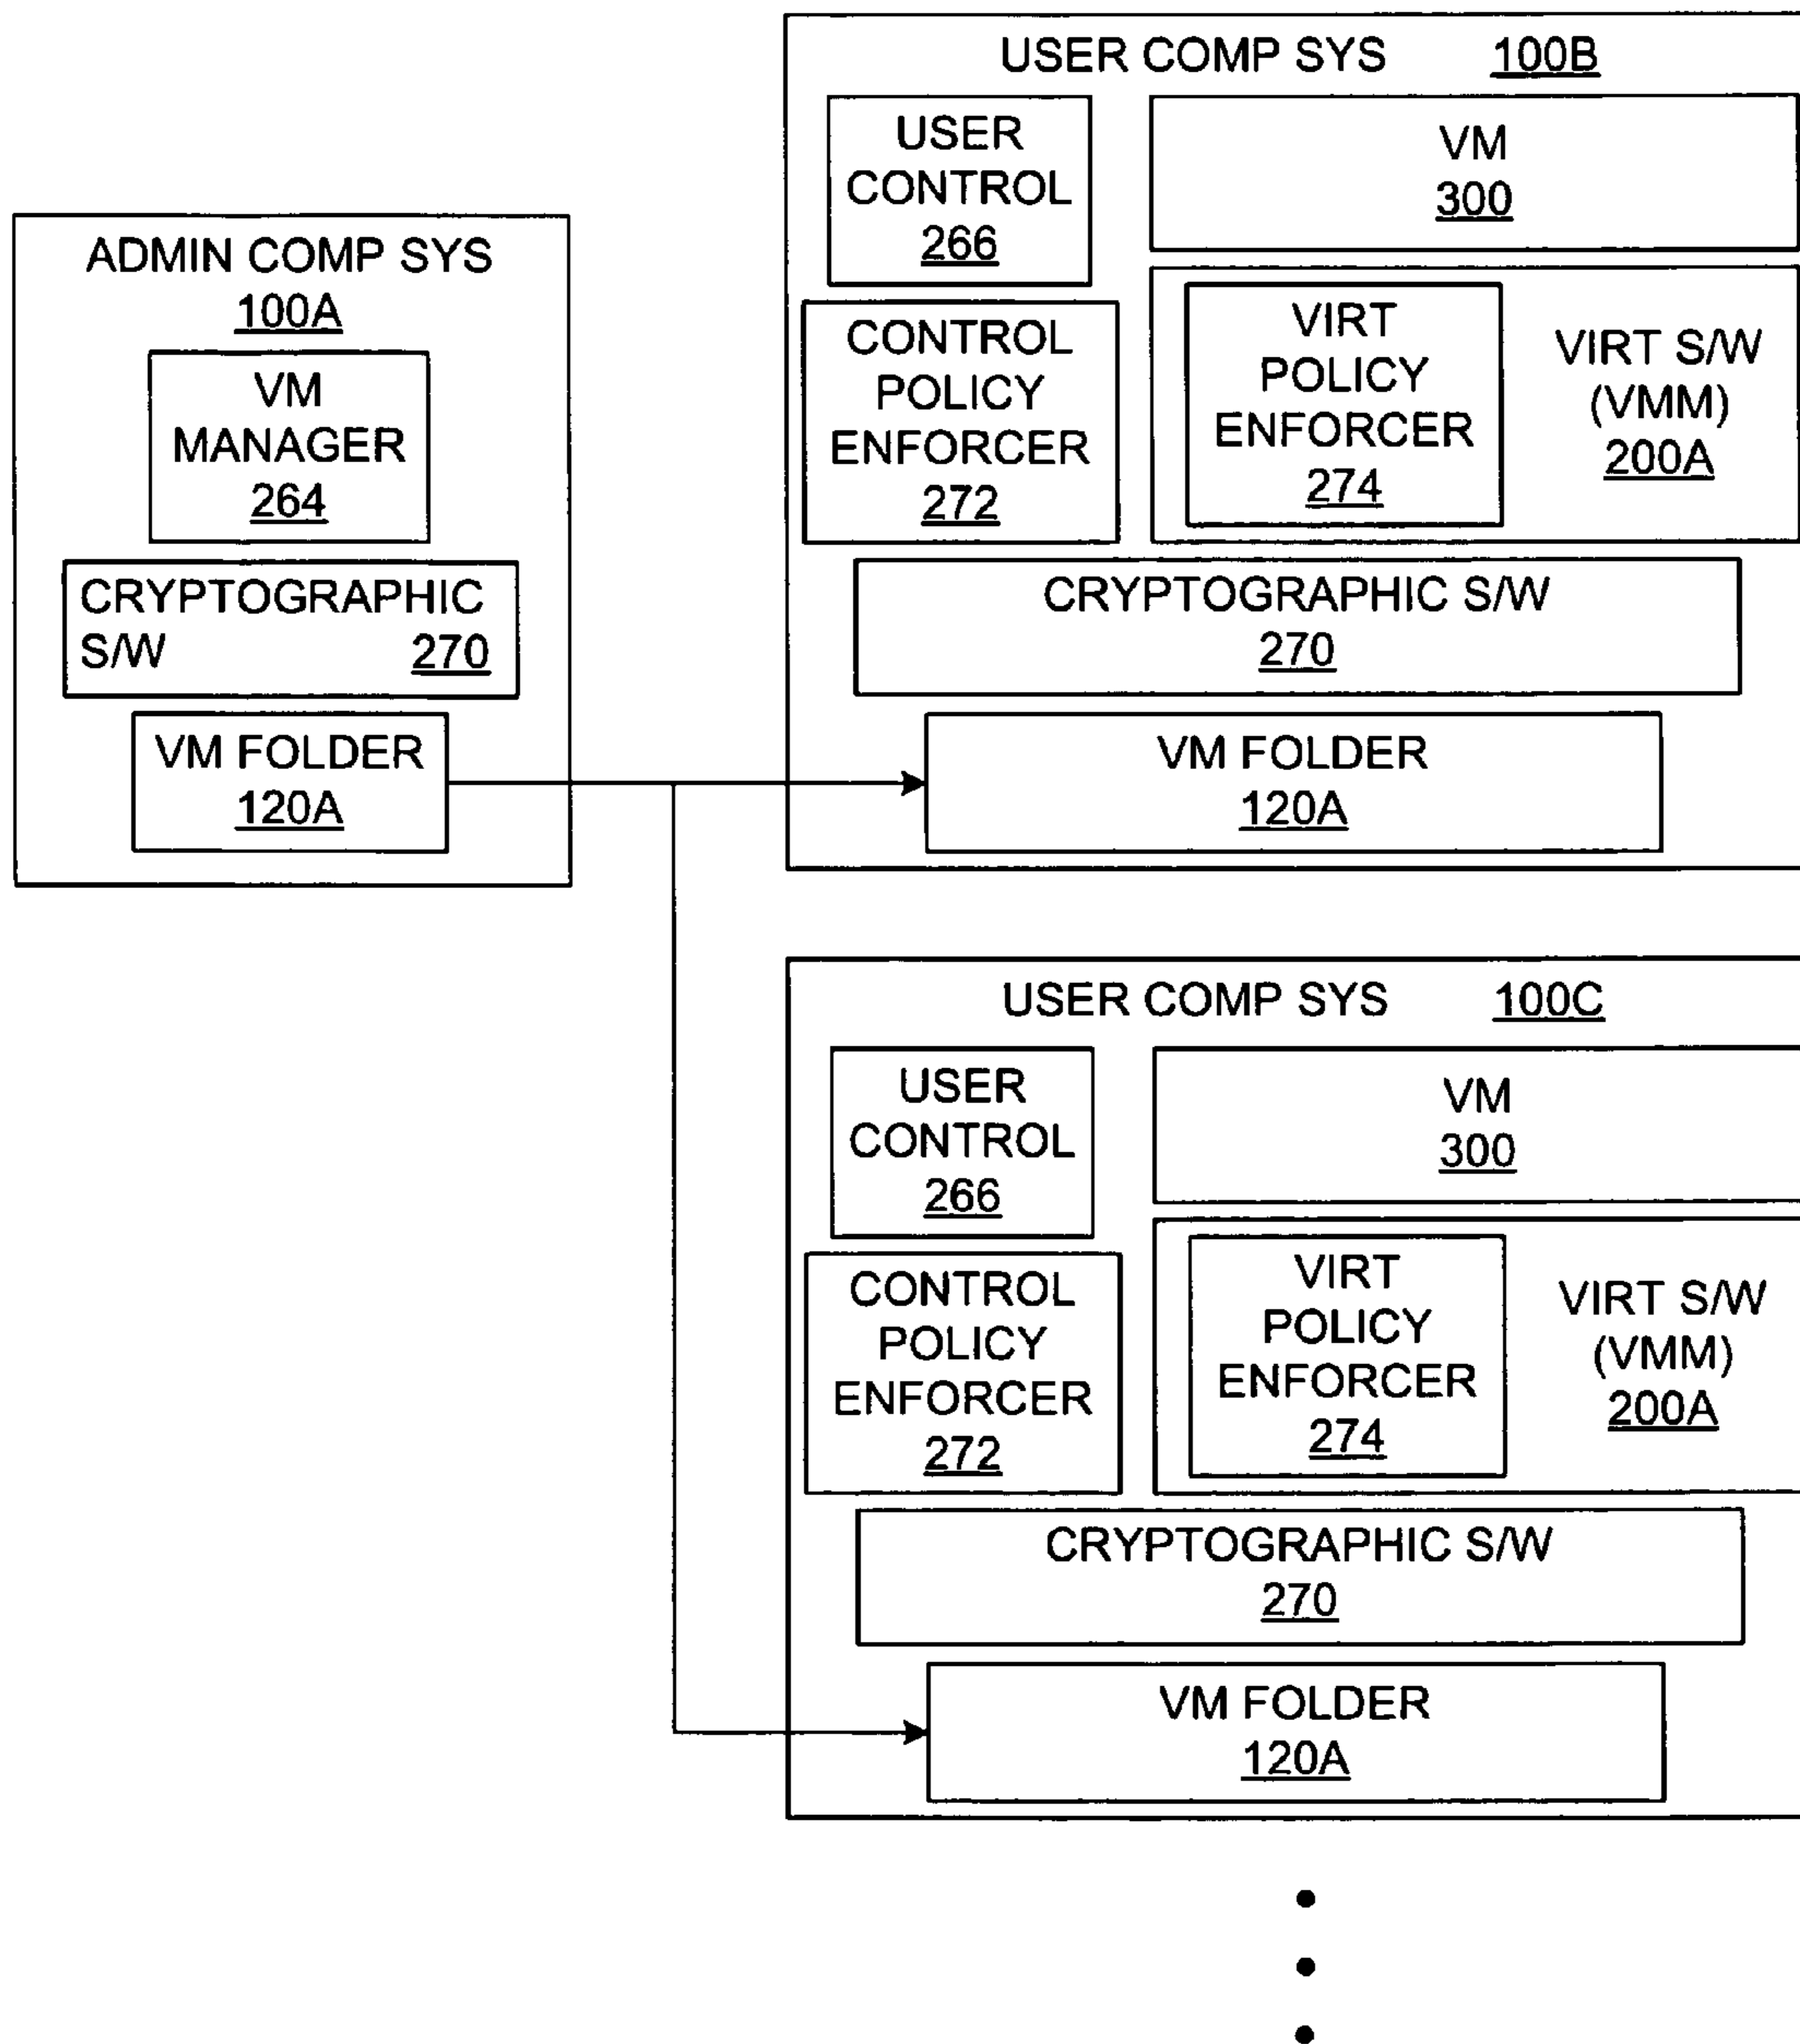 ADMIN COMP SYS
100A
VM
MANAGER
264
CRYPTOGRAPHIC
S/W 270
VM FOLDER
120A
USER COMP SYS 100B
USER
CONTROL
266
VM
300
CONTROL
POLICY
ENFORCER
272
VIRT
POLICY
ENFORCER
274
VIRT S/W
(VMM)
200A
CRYPTOGRAPHIC S/W
270
VM FOLDER
120A
USER COMP SYS 100C
USER
CONTROL
266
VM
300
CONTROL
POLICY
ENFORCER
272
VIRT
POLICY
ENFORCER
274
VIRT S/W
(VMM)
200A
CRYPTOGRAPHIC S/W
270
VM FOLDER
120A